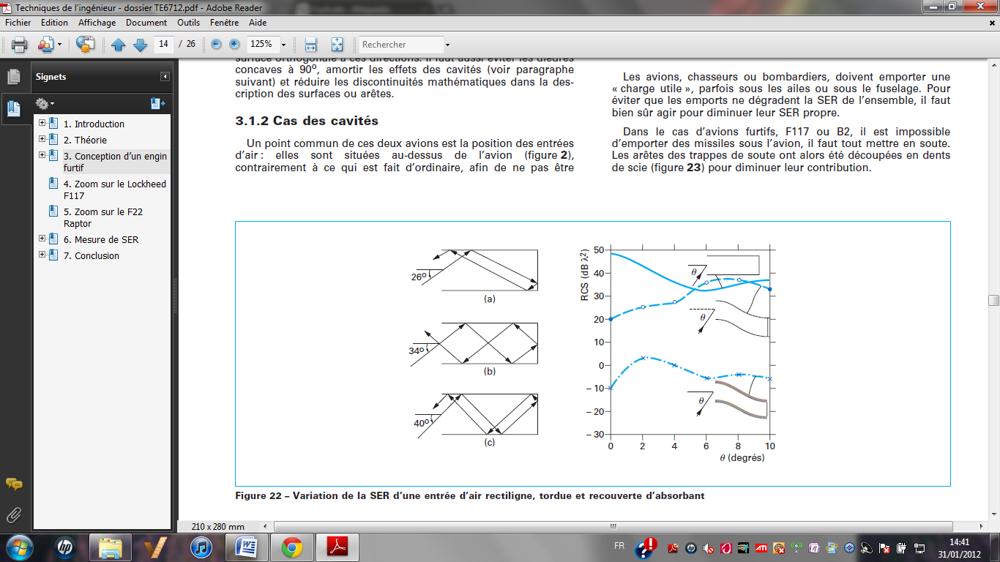 Techniques de l'ingénieur - dossier TE6712.pdf - Adobe Reader
Fichier Edition Affichage Document Outils Fenêtre Aide
14 / 26 125% Rechercher
Signets
1. Introduction
2. Théorie
3. Conception d'un engin
furtif
4. Zoom sur le Lockheed
F117
5. Zoom sur le F22
Raptor
6. Mesure de SER
7. Conclusion
surface orthogonale à ces directions. Il faut aussi éviter les dièdres
concaves à 90º, amortir les effets des cavités (voir paragraphe
suivant) et réduire les discontinuités mathématiques dans la des-
cription des surfaces ou arêtes.
3.1.2 Cas des cavités
Un point commun de ces deux avions est la position des entrées
d'air : elles sont situées au-dessus de l'avion (figure 2),
contrairement à ce qui est fait d'ordinaire, afin de ne pas être
Les avions, chasseurs ou bombardiers, doivent emporter une
« charge utile », parfois sous les ailes ou sous le fuselage. Pour
éviter que les emports ne dégradent la SER de l'ensemble, il faut
bien sûr agir pour diminuer leur SER propre.
Dans le cas d'avions furtifs, F117 ou B2, il est impossible
d'emporter des missiles sous l'avion, il faut tout mettre en soute.
Les arêtes des trappes de soute ont alors été découpées en dents
de scie (figure 23) pour diminuer leur contribution.
26º
(a)
34º
(b)
40º
(c)
RCS (dB λ²)
50
40
30
20
10
0
– 10
– 20
– 30
θ
θ
θ
0 2 4 6 8 10
θ (degrés)
Figure 22 – Variation de la SER d'une entrée d'air rectiligne, tordue et recouverte d'absorbant
210 x 280 mm
FR
14:41
31/01/2012